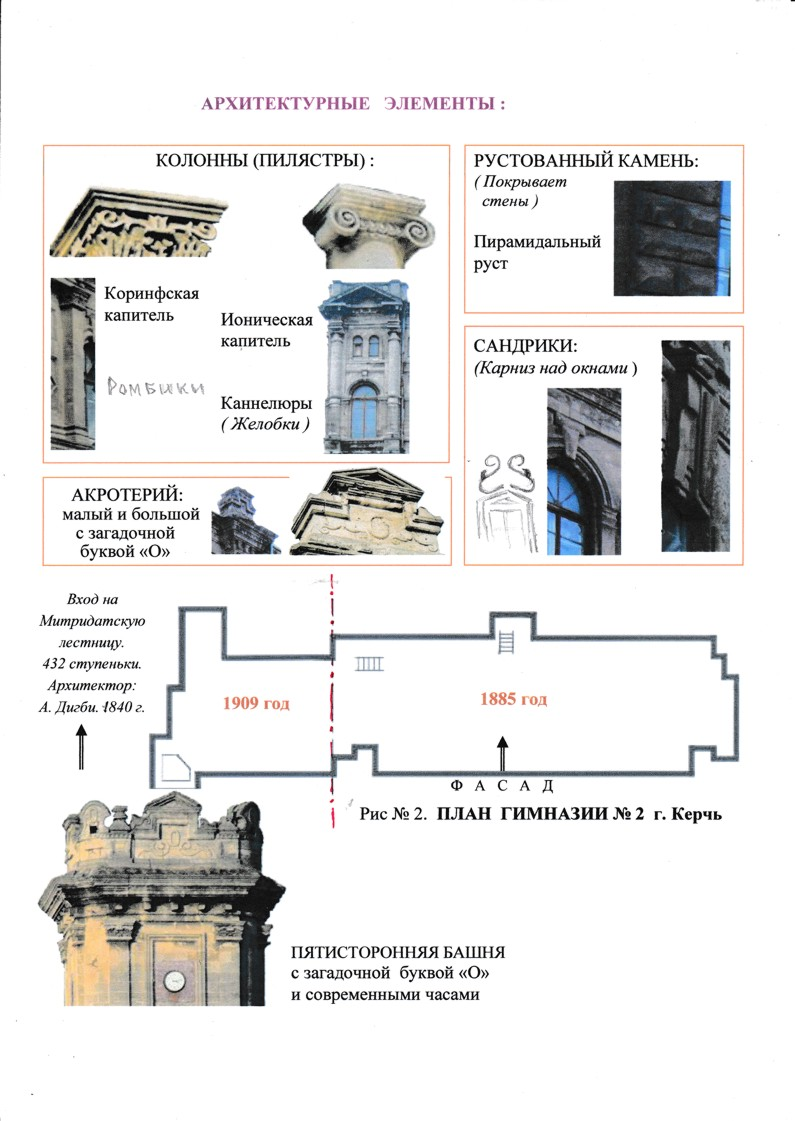 АРХИТЕКТУРНЫЕ ЭЛЕМЕНТЫ :
КОЛОННЫ (ПИЛЯСТРЫ) :
Коринфская
капитель
Ромбики
Ионическая
капитель
Каннелюры
( Желобки )
РУСТОВАННЫЙ КАМЕНЬ:
( Покрывает
стены )
Пирамидальный
руст
САНДРИКИ:
(Карниз над окнами )
АКРОТЕРИЙ:
малый и большой
с загадочной
буквой «О»
Вход на
Митридатскую
лестницу.
432 ступеньки.
Архитектор:
А. Дигби. 1840 г.
1909 год
1885 год
Ф А С А Д
Рис № 2. ПЛАН ГИМНАЗИИ № 2 г. Керчь
ПЯТИСТОРОННЯЯ БАШНЯ
с загадочной буквой «О»
и современными часами